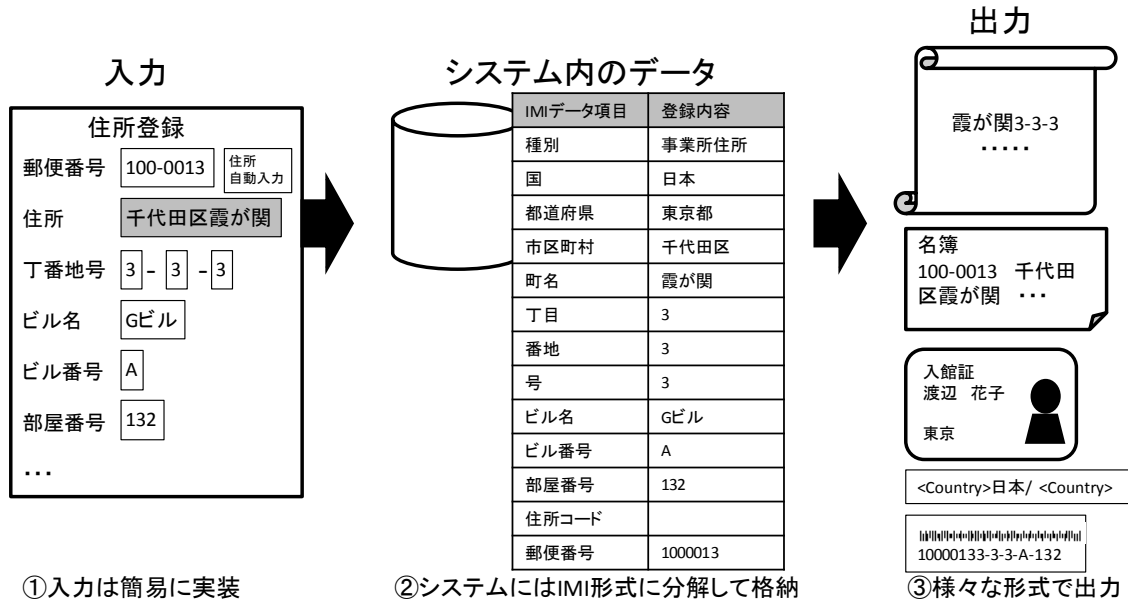 入力
住所登録
郵便番号 100-0013 住所
自動入力
住所 千代田区霞が関
丁番地号 3 - 3 - 3
ビル名 Gビル
ビル番号 A
部屋番号 132
・・・
①入力は簡易に実装
システム内のデータ
IMIデータ項目 登録内容
種別 事業所住所
国 日本
都道府県 東京都
市区町村 千代田区
町名 霞が関
丁目 3
番地 3
号 3
ビル名 Gビル
ビル番号 A
部屋番号 132
住所コード
郵便番号 1000013
②システムにはIMI形式に分解して格納
出力
霞が関3-3-3
・・・・・
名簿
100-0013 千代田
区霞が関 ・・・
入館証
渡辺 花子
東京
<Country>日本/ <Country>
10000133-3-3-A-132
③様々な形式で出力